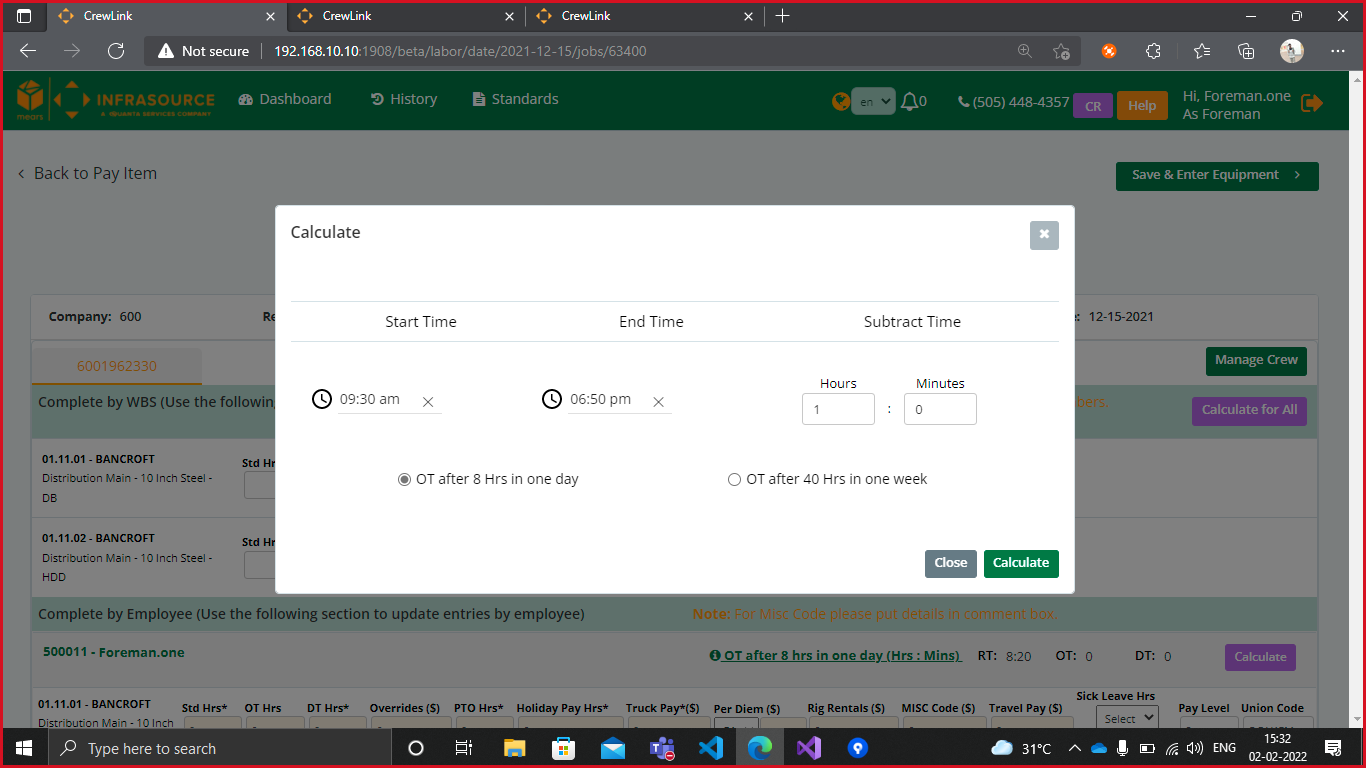 CrewLink
CrewLink
CrewLink
Not secure
192.168.10.10:1908/beta/labor/date/2021-12-15/jobs/63400
mears
INFRASOURCE
A QUANTA SERVICES COMPANY
Dashboard
History
Standards
en
0
(505) 448-4357
CR
Help
Hi, Foreman.one
As Foreman
Back to Pay Item
Save & Enter Equipment
Calculate
Start Time
End Time
Subtract Time
Hours
Minutes
09:30 am
06:50 pm
1
:
0
OT after 8 Hrs in one day
OT after 40 Hrs in one week
Close
Calculate
Company: 600
12-15-2021
6001962330
Manage Crew
Complete by WBS (Use the followin
bers.
Calculate for All
01.11.01 - BANCROFT
Distribution Main - 10 Inch Steel -
DB
Std Hr
01.11.02 - BANCROFT
Distribution Main - 10 Inch Steel -
HDD
Std Hr
Complete by Employee (Use the following section to update entries by employee)
Note: For Misc Code please put details in comment box.
500011 - Foreman.one
OT after 8 hrs in one day (Hrs : Mins)
RT: 8:20
OT: 0
DT: 0
Calculate
01.11.01 - BANCROFT
Distribution Main - 10 Inch
Std Hrs*
OT Hrs
DT Hrs*
Overrides ($)
PTO Hrs*
Holiday Pay Hrs*
Truck Pay*($)
Per Diem ($)
Rig Rentals ($)
MISC Code ($)
Travel Pay ($)
Sick Leave Hrs
Select
Pay Level
Union Code
Type here to search
31°C
ENG
15:32
02-02-2022